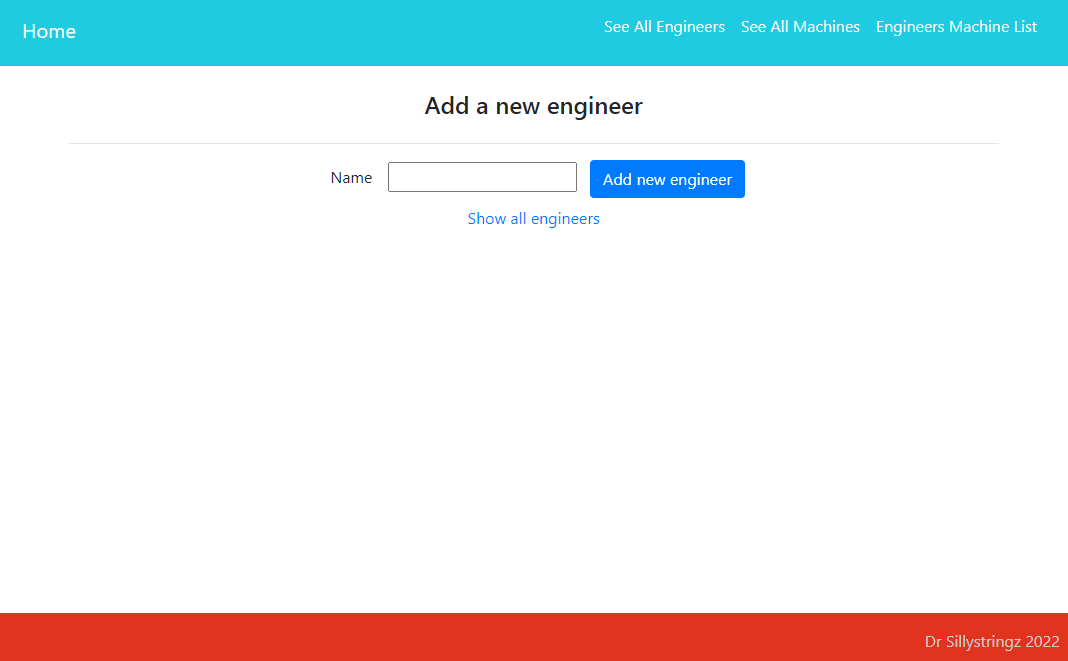 Home
See All Engineers See All Machines Engineers Machine List
Add a new engineer
Name Add new engineer
Show all engineers
Dr Sillystringz 2022